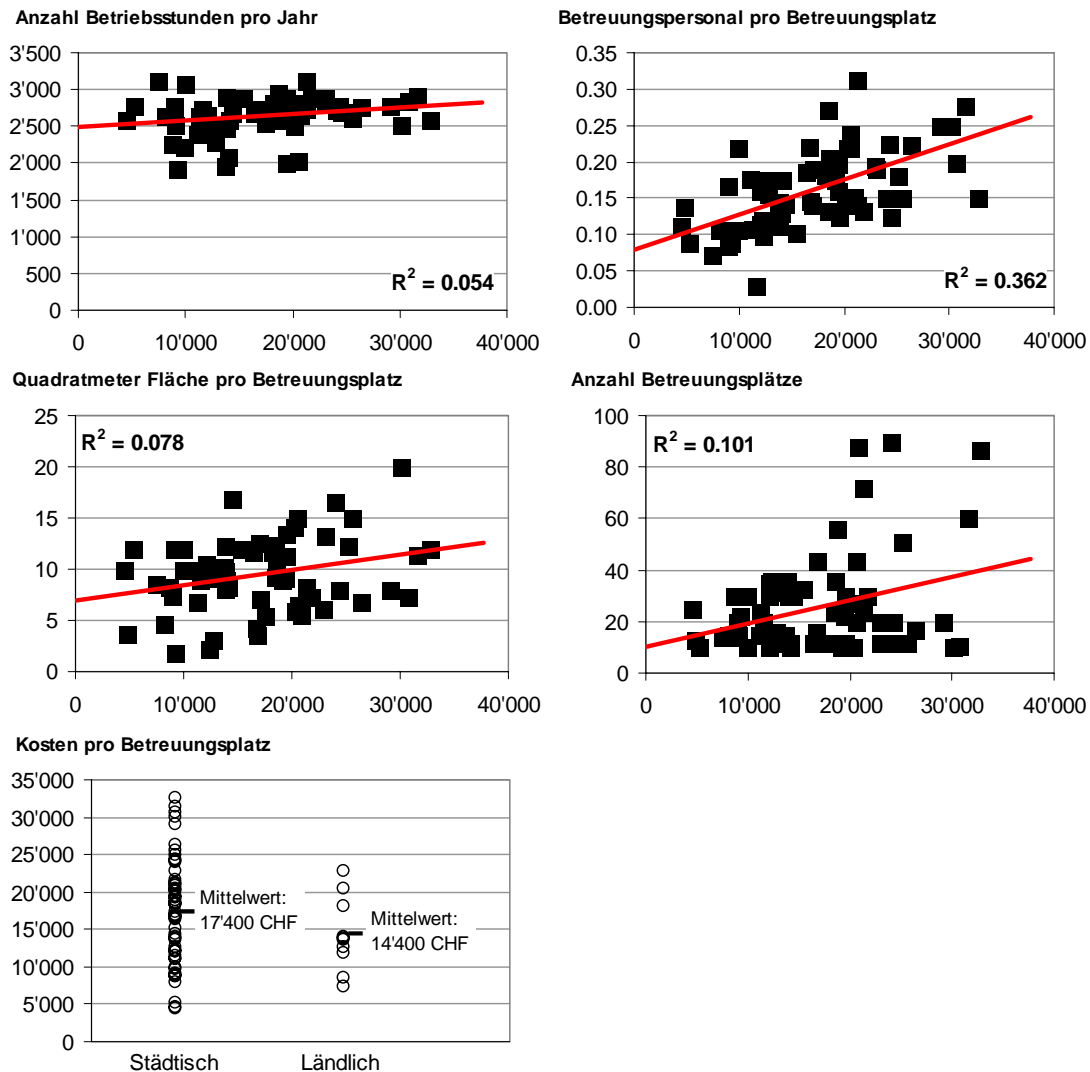 Anzahl Betriebsstunden pro Jahr
3'500
3'000
2'500
2'000
1'500
1'000
500
0
R² = 0.054
0 10'000 20'000 30'000 40'000
Betreuungspersonal pro Betreuungsplatz
0.35
0.30
0.25
0.20
0.15
0.10
0.05
0.00
R² = 0.362
0 10'000 20'000 30'000 40'000
Quadratmeter Fläche pro Betreuungsplatz
25
R² = 0.078
20
15
10
5
0
0 10'000 20'000 30'000 40'000
Anzahl Betreuungsplätze
100
R² = 0.101
80
60
40
20
0
0 10'000 20'000 30'000 40'000
Kosten pro Betreuungsplatz
35'000
30'000
25'000
20'000
15'000
10'000
5'000
0
Mittelwert:
17'400 CHF
Mittelwert:
14'400 CHF
Städtisch Ländlich